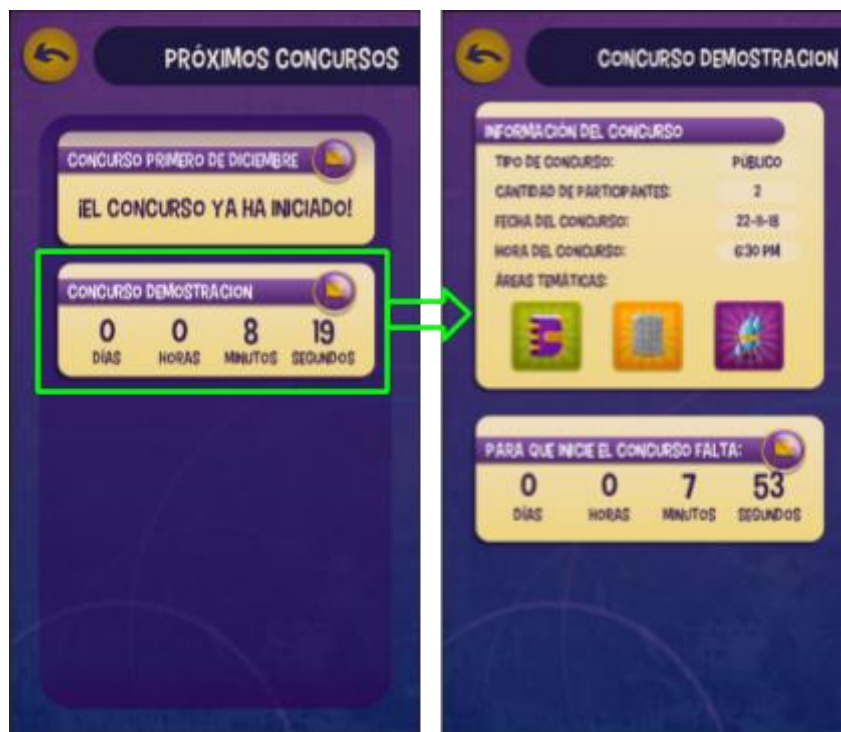 PRÓXIMOS CONCURSOS
CONCURSO PRIMERO DE DICIEMBRE
¡EL CONCURSO YA HA INICIADO!
CONCURSO DEMOSTRACION
0 0 8 19
DÍAS HORAS MINUTOS SEGUNDOS
CONCURSO DEMOSTRACION
INFORMACIÓN DEL CONCURSO
TIPO DE CONCURSO: PÚBLICO
CANTIDAD DE PARTICIPANTES: 2
FECHA DEL CONCURSO: 22-11-18
HORA DEL CONCURSO: 6:30 PM
ÁREAS TEMÁTICAS:
PARA QUE INICIE EL CONCURSO FALTA:
0 0 7 53
DÍAS HORAS MINUTOS SEGUNDOS